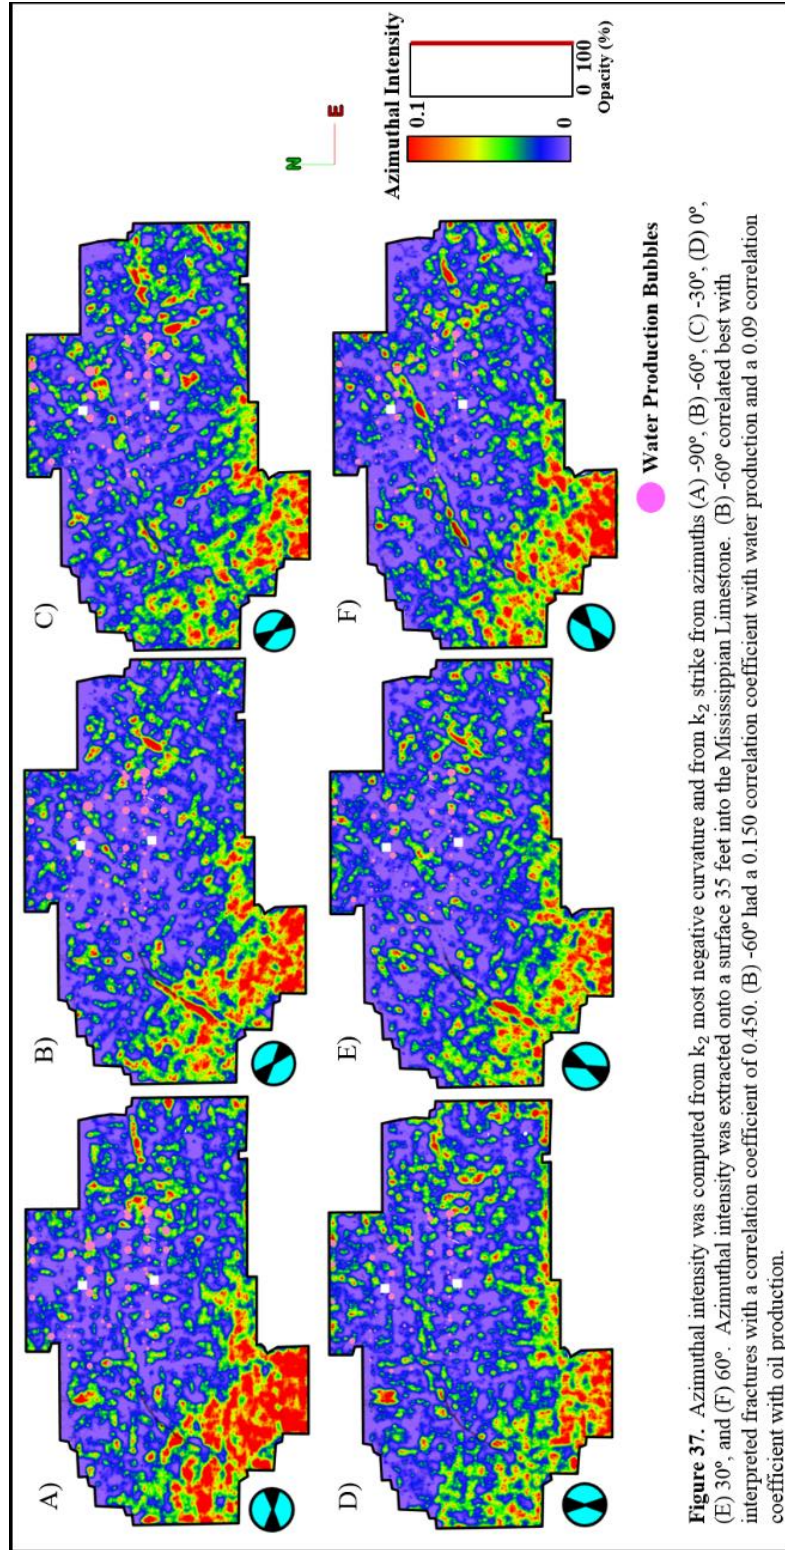 A)
B)
C)
N
E
D)
E)
F)
Azimuthal Intensity
0.1
0
0 100
Opacity (%)
Water Production Bubbles
Figure 37. Azimuthal intensity was computed from k2 most negative curvature and from k2 strike from azimuths (A) -90º, (B) -60º, (C) -30º, (D) 0º,
(E) 30º, and (F) 60º. Azimuthal intensity was extracted onto a surface 35 feet into the Mississippian Limestone. (B) -60º correlated best with
interpreted fractures with a correlation coefficient of 0.450. (B) -60º had a 0.150 correlation coefficient with water production and a 0.09 correlation
coefficient with oil production.